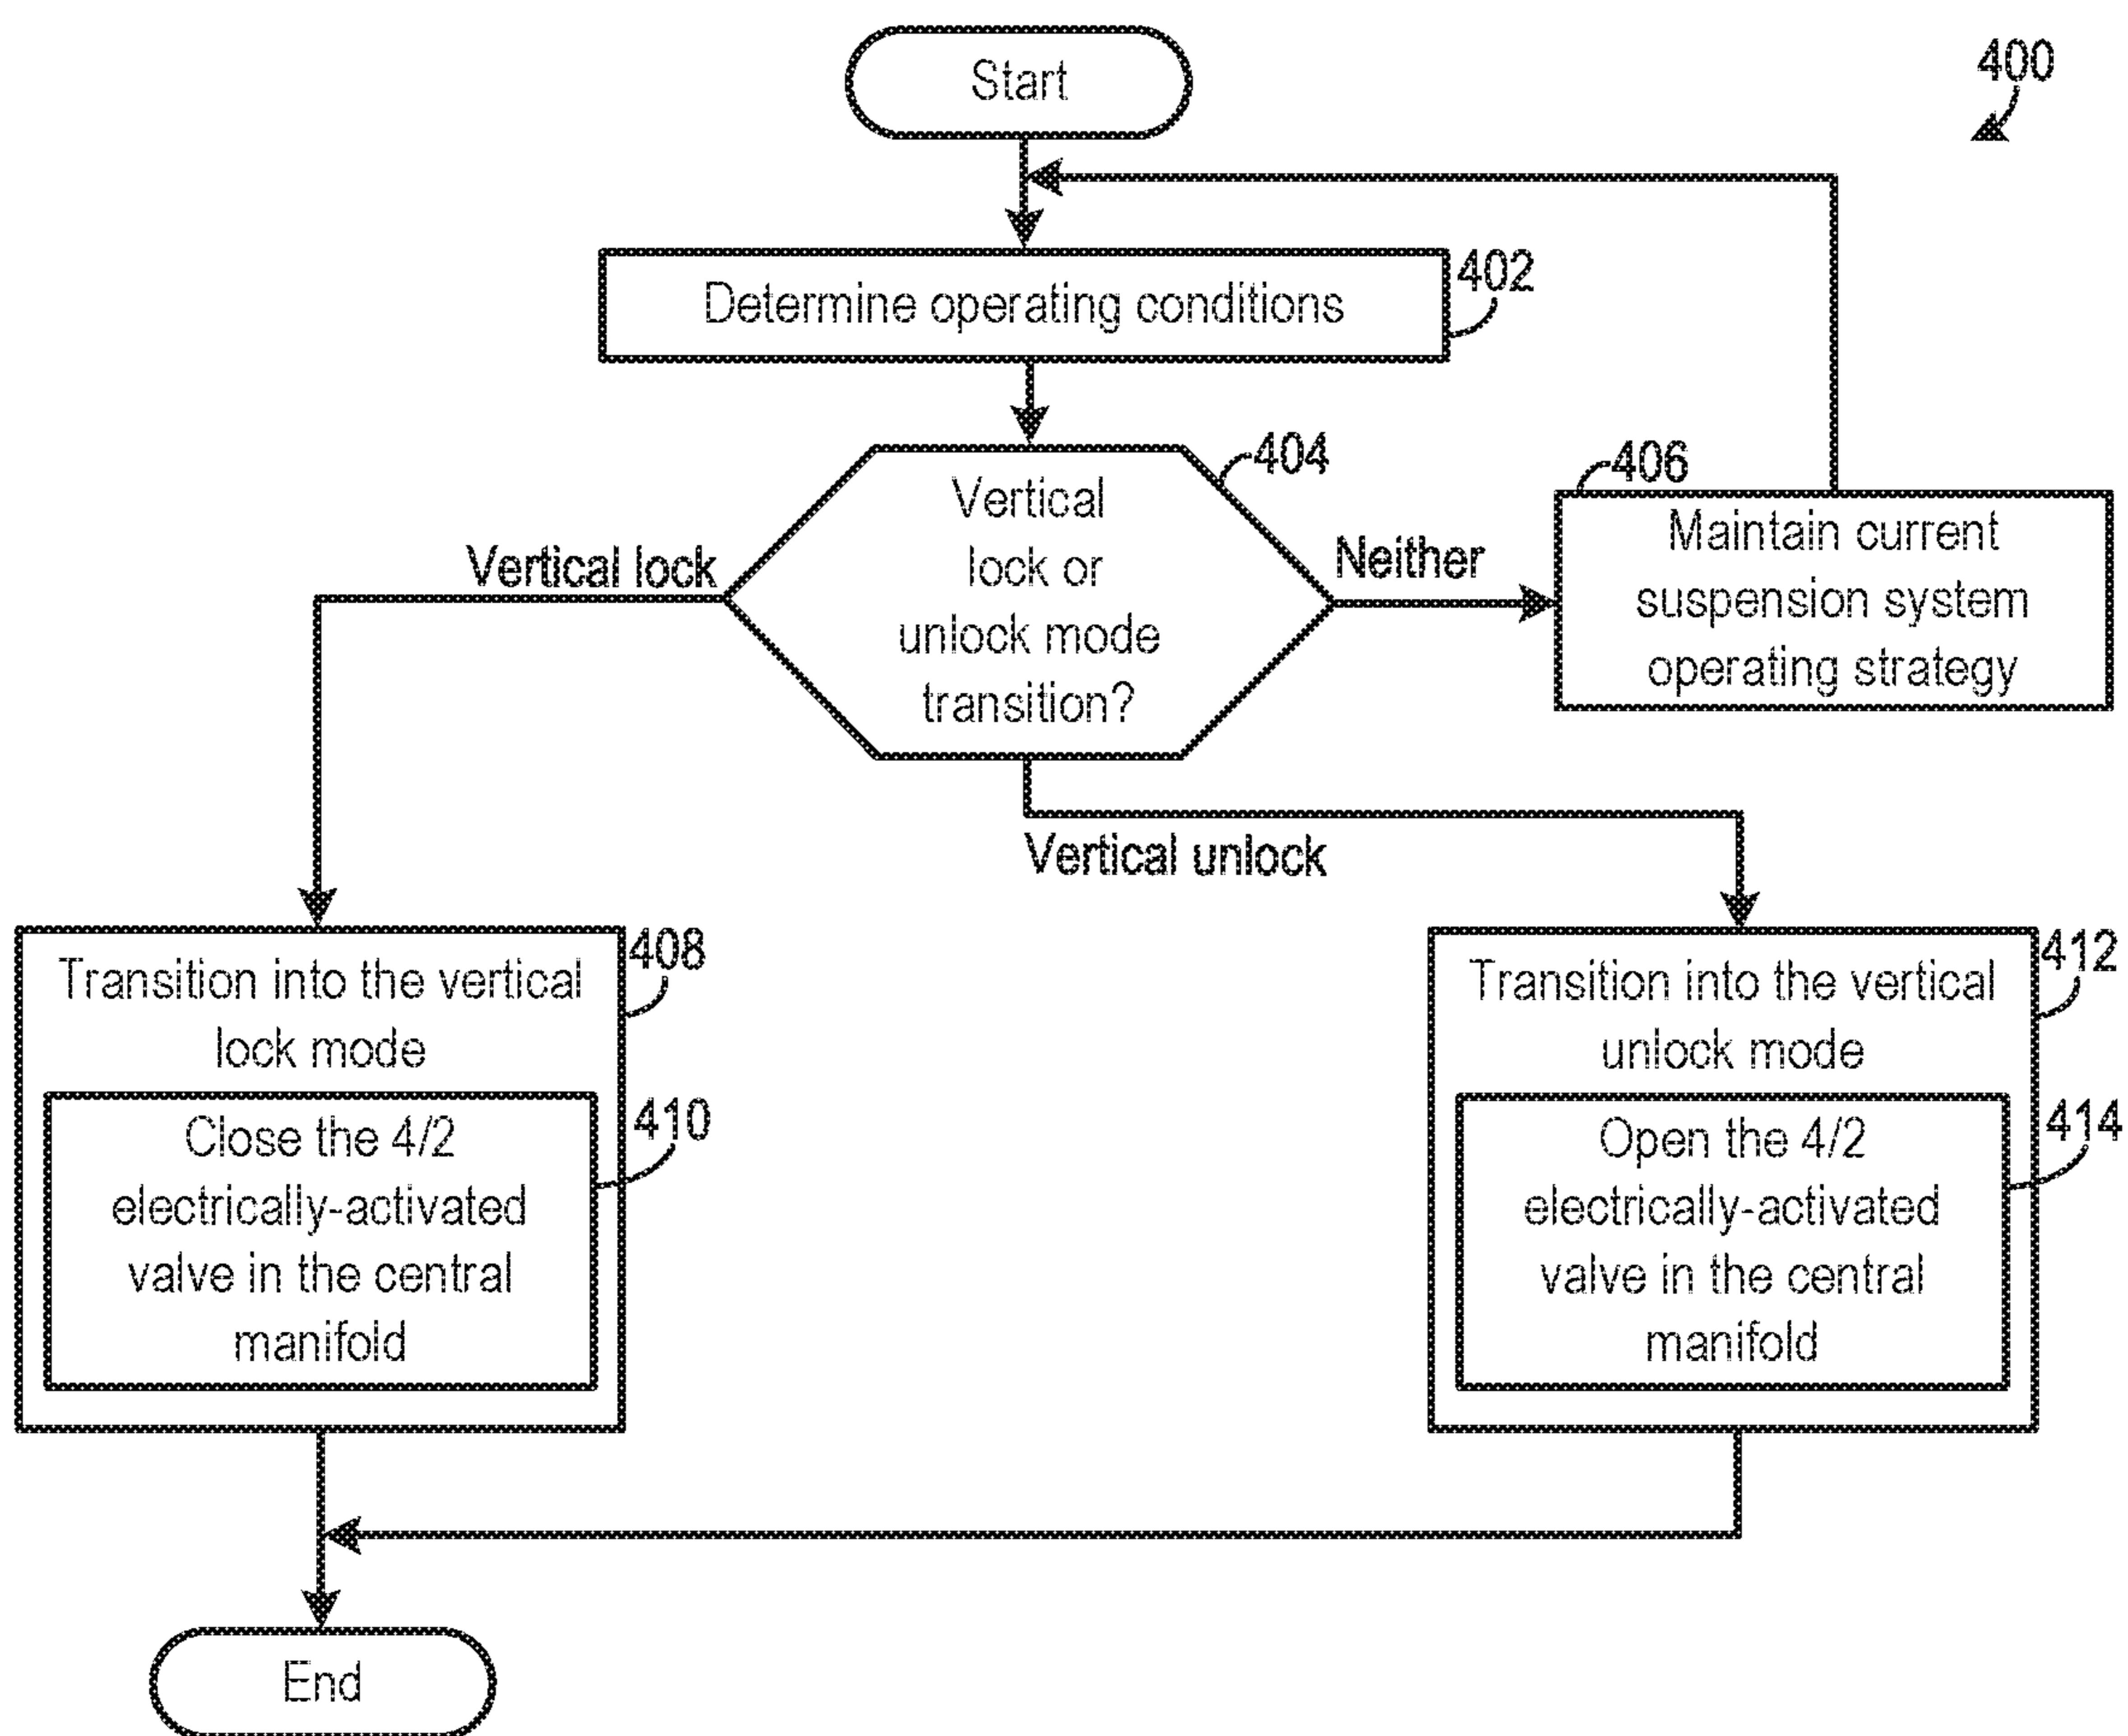 Start
400
Determine operating conditions
402
Vertical
lock or
unlock mode
transition?
404
Vertical lock
Neither
406
Maintain current
suspension system
operating strategy
Vertical unlock
Transition into the vertical
lock mode
408
Close the 4/2
electrically-activated
valve in the central
manifold
410
Transition into the vertical
unlock mode
412
Open the 4/2
electrically-activated
valve in the central
manifold
414
End